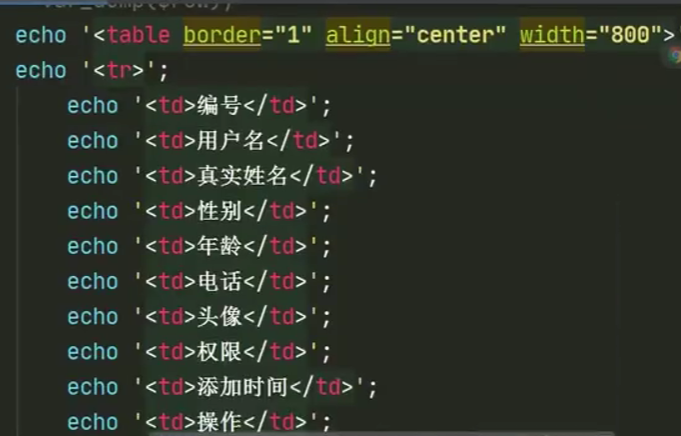 var_dump($row);
echo '<table border="1" align="center" width="800">'
echo '<tr>';
echo '<td>编号</td>';
echo '<td>用户名</td>';
echo '<td>真实姓名</td>';
echo '<td>性别</td>';
echo '<td>年龄</td>';
echo '<td>电话</td>';
echo '<td>头像</td>';
echo '<td>权限</td>';
echo '<td>添加时间</td>';
echo '<td>操作</td>';